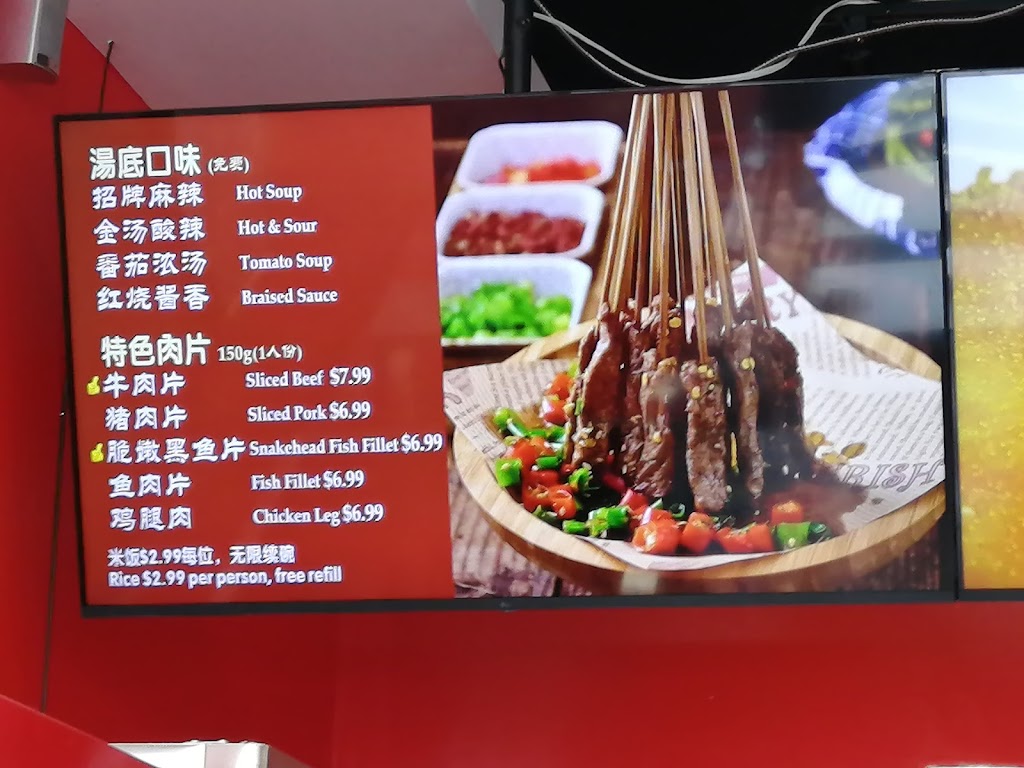 湯底口味 (免费)
招牌麻辣 Hot Soup
金汤酸辣 Hot & Sour
番茄浓汤 Tomato Soup
红烧酱香 Braised Sauce
特色肉片 150g(1人份)
牛肉片 Sliced Beef $7.99
猪肉片 Sliced Pork $6.99
脆嫩黑鱼片 Snakehead Fish Fillet $6.99
鱼肉片 Fish Fillet $6.99
鸡腿肉 Chicken Leg $6.99
米饭$2.99每位，无限续碗
Rice $2.99 per person, free refill